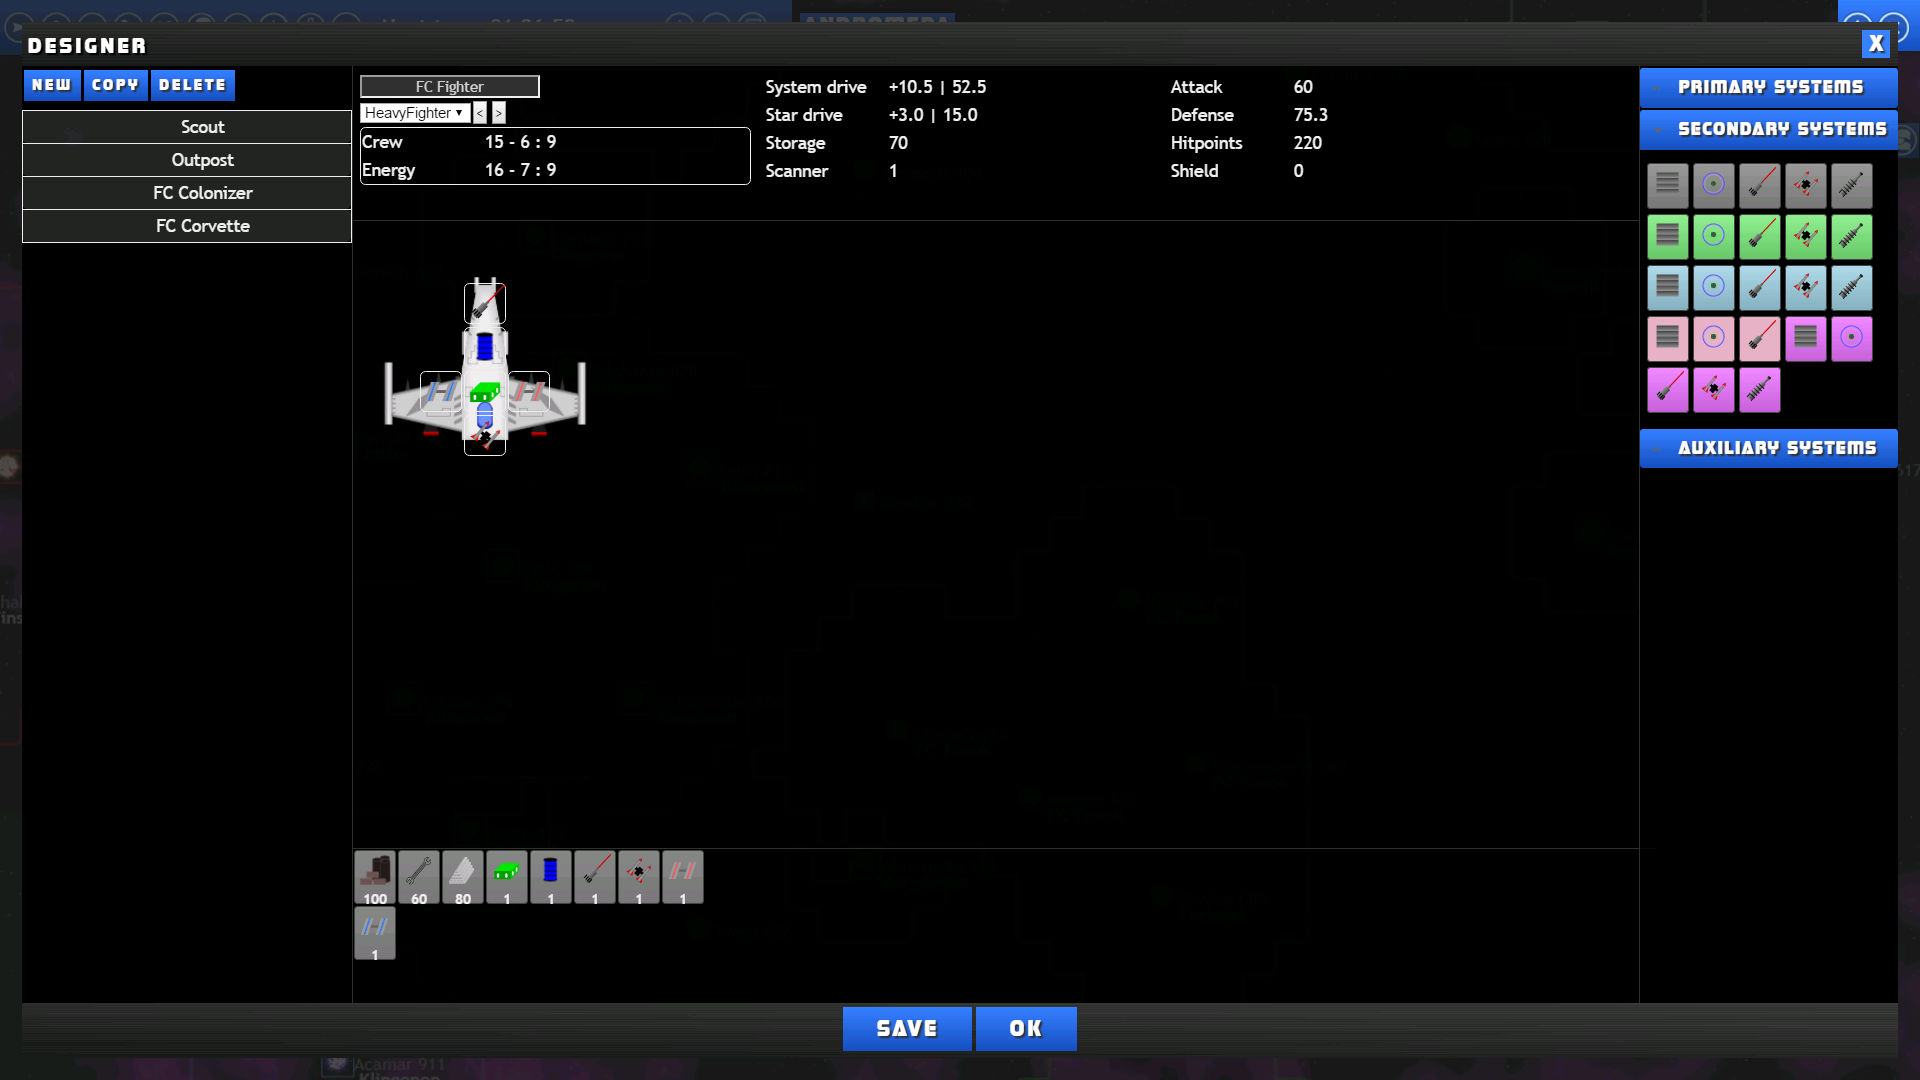 DESIGNER
X
NEW COPY DELETE
Scout
Outpost
FC Colonizer
FC Corvette
FC Fighter
HeavyFighter < >
Crew 15 - 6 : 9
Energy 16 - 7 : 9
System drive +10.5 | 52.5
Star drive +3.0 | 15.0
Storage 70
Scanner 1
Attack 60
Defense 75.3
Hitpoints 220
Shield 0
PRIMARY SYSTEMS
SECONDARY SYSTEMS
AUXILIARY SYSTEMS
100 60 80 1 1 1 1 1
1
SAVE OK
Acamar 911